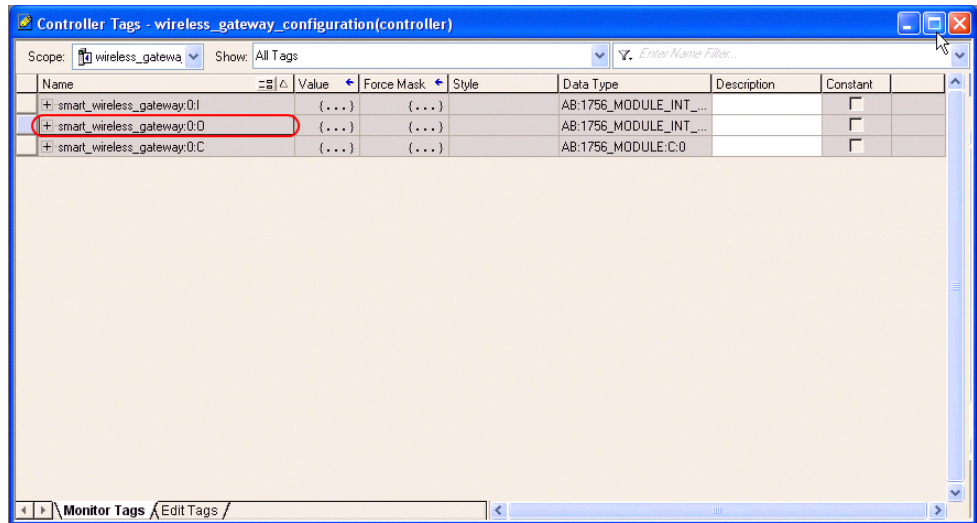 Controller Tags - wireless_gateway_configuration(controller)
Scope: wireless_gatewa Show: All Tags Enter Name Filter...
Name Value Force Mask Style Data Type Description Constant
smart_wireless_gateway:0:I {...} {...} AB:1756_MODULE_INT_...
smart_wireless_gateway:0:O {...} {...} AB:1756_MODULE_INT_...
smart_wireless_gateway:0:C {...} {...} AB:1756_MODULE:C:0
Monitor Tags Edit Tags